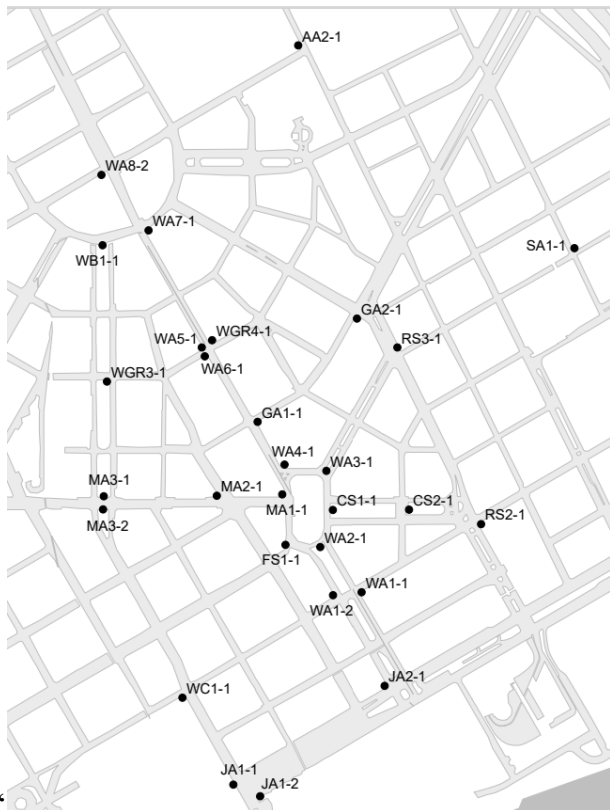 AA2-1
WA8-2
WA7-1
SA1-1
WB1-1
GA2-1
WGR4-1
WA5-1
RS3-1
WA6-1
WGR3-1
GA1-1
WA4-1
WA3-1
MA3-1
MA2-1
MA1-1
CS1-1
CS2-1
MA3-2
RS2-1
WA2-1
FS1-1
WA1-1
WA1-2
JA2-1
WC1-1
JA1-1
JA1-2
“